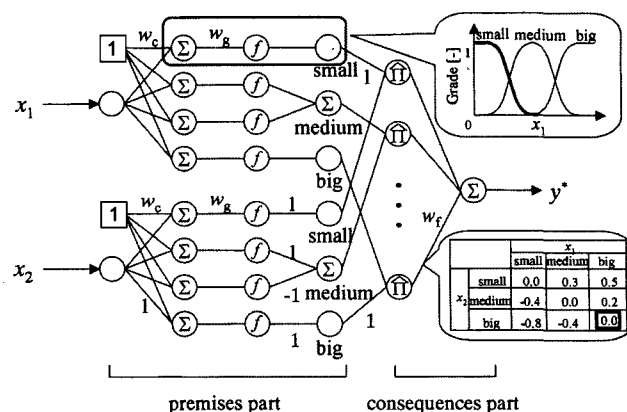 w_c Σ w_g f small
1 Σ f Σ medium
x_1 Σ f
Σ f big
w_c Σ w_g f 1 small
1 Σ f 1 Σ medium
x_2 Σ f -1
1 Σ f 1 big
1 Π̂
Π̂
w_f Σ y*
1 Π̂
small medium big
Grade [-]
1
0 x_1
x_1
small medium big
small 0.0 0.3 0.5
x_2 medium -0.4 0.0 0.2
big -0.8 -0.4 0.0
premises part consequences part